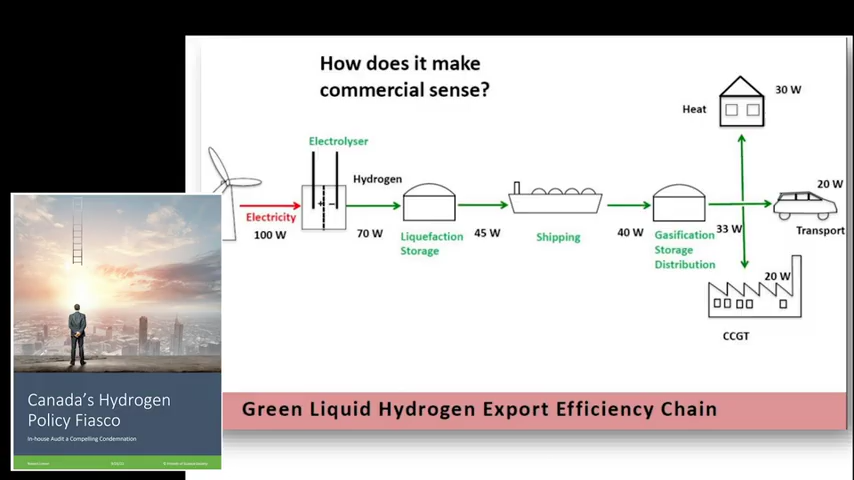 How does it make
commercial sense?
30 W
Heat
Electrolyser
Hydrogen
20 W
Electricity
100 W
70 W
Liquefaction
Storage
45 W
Shipping
40 W
Gasification
Storage
Distribution
33 W
Transport
20 W
CCGT
Green Liquid Hydrogen Export Efficiency Chain
Canada's Hydrogen
Policy Fiasco
In-house Audit a Compelling Condemnation